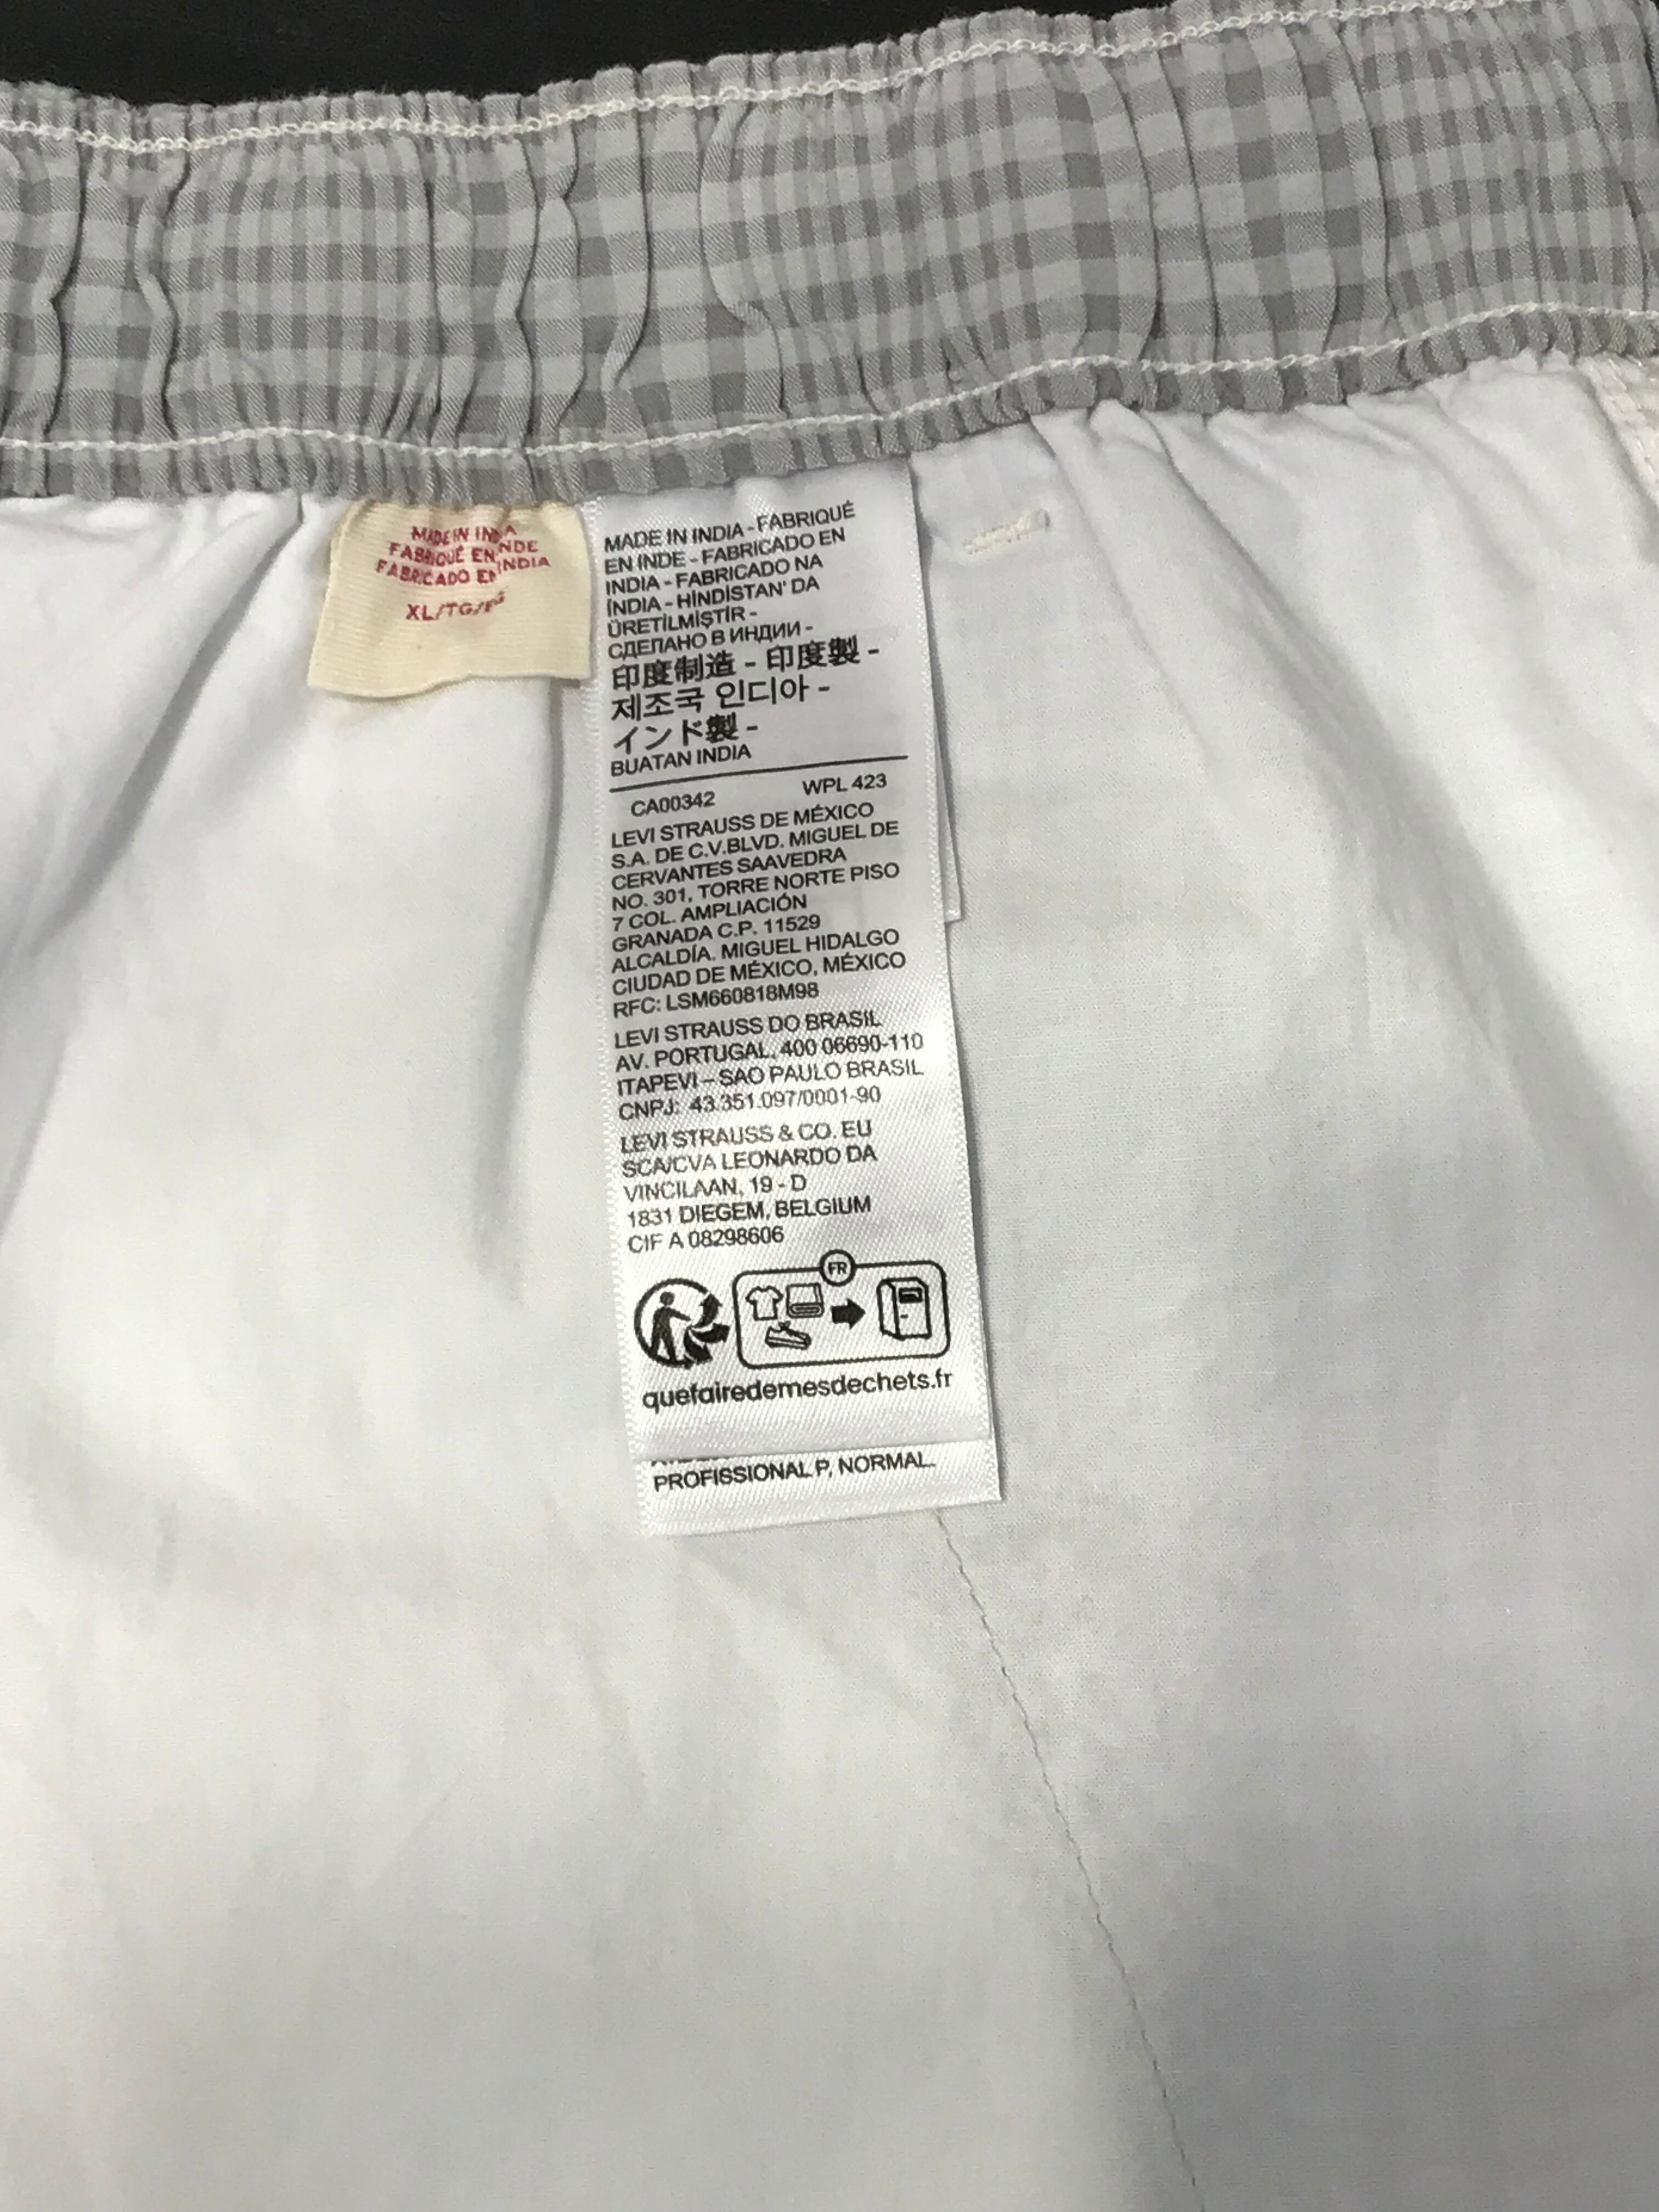 MADE IN INDIA
FABRIQUÉ EN INDE
FABRICADO EN INDIA
XL/TG/EG
MADE IN INDIA - FABRIQUÉ
EN INDE - FABRICADO EN
INDIA - FABRICADO NA
ÍNDIA - HİNDİSTAN' DA
ÜRETİLMİŞTİR -
СДЕЛАНО В ИНДИИ -
印度制造 - 印度製 -
제조국 인디아 -
インド製 -
BUATAN INDIA
CA00342 WPL 423
LEVI STRAUSS DE MÉXICO
S.A. DE C.V.BLVD. MIGUEL DE
CERVANTES SAAVEDRA
NO. 301, TORRE NORTE PISO
7 COL. AMPLIACIÓN
GRANADA C.P. 11529
ALCALDÍA. MIGUEL HIDALGO
CIUDAD DE MÉXICO, MÉXICO
RFC: LSM660818M98
LEVI STRAUSS DO BRASIL
AV. PORTUGAL, 400 06690-110
ITAPEVI – SAO PAULO BRASIL
CNPJ: 43.351.097/0001-90
LEVI STRAUSS & CO. EU
SCA/CVA LEONARDO DA
VINCILAAN, 19 - D
1831 DIEGEM, BELGIUM
CIF A 08298606
FR
quefairedemesdechets.fr
PROFISSIONAL P, NORMAL.